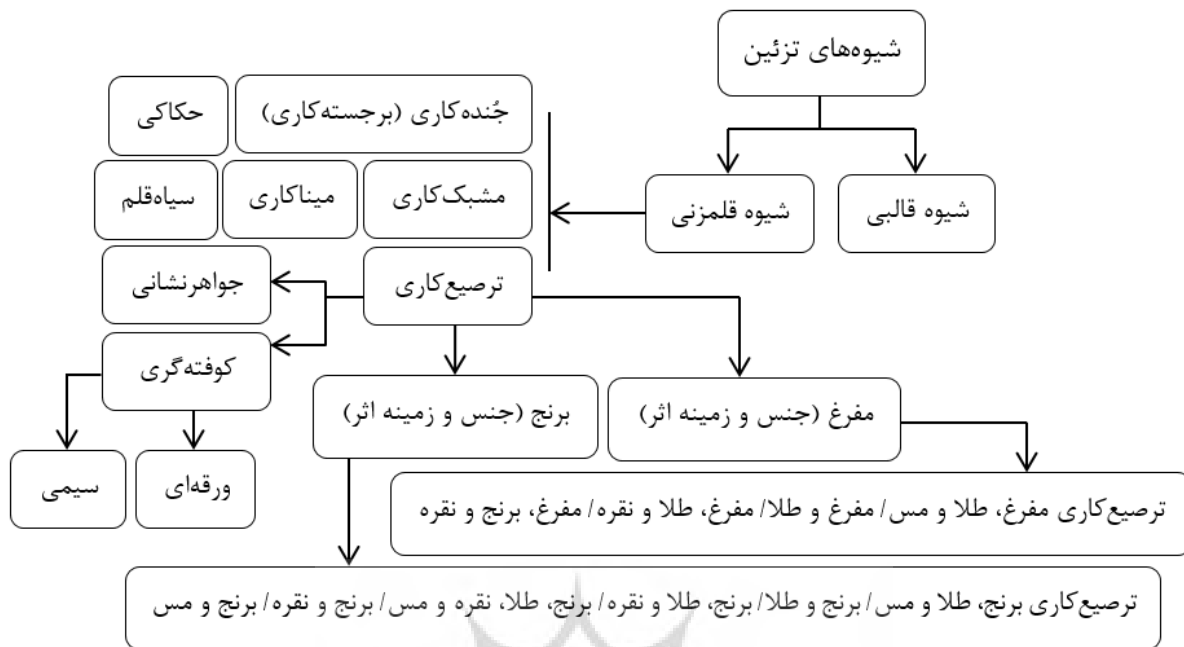 شیوه‌های تزئین
جُنده‌کاری (برجسته‌کاری)
حکاکی
شیوه قالبی
شیوه قلمزنی
مشبک‌کاری
میناکاری
سیاه‌قلم
ترصیع‌کاری
جواهرنشانی
کوفته‌گری
مفرغ (جنس و زمینه اثر)
برنج (جنس و زمینه اثر)
ورقه‌ای
سیمی
ترصیع‌کاری مفرغ، طلا و مس/ مفرغ و طلا/ مفرغ، طلا و نقره/ مفرغ، برنج و نقره
ترصیع‌کاری برنج، طلا و مس/ برنج و طلا/ برنج، طلا و نقره/ برنج، طلا، نقره و مس/ برنج و نقره/ برنج و مس